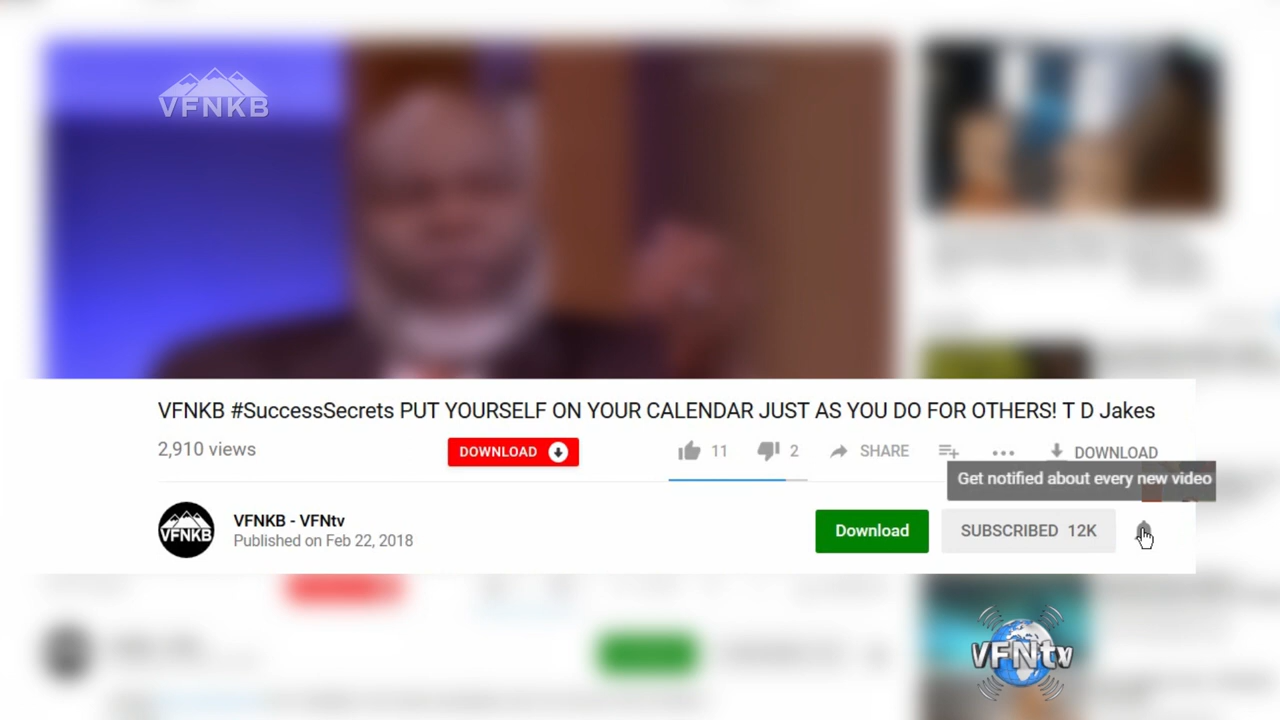 VFNKB
VFNKB #SuccessSecrets PUT YOURSELF ON YOUR CALENDAR JUST AS YOU DO FOR OTHERS! T D Jakes
2,910 views
DOWNLOAD
11
2
SHARE
DOWNLOAD
Get notified about every new video
VFNKB
VFNKB - VFNtv
Published on Feb 22, 2018
Download
SUBSCRIBED 12K
VFNtv